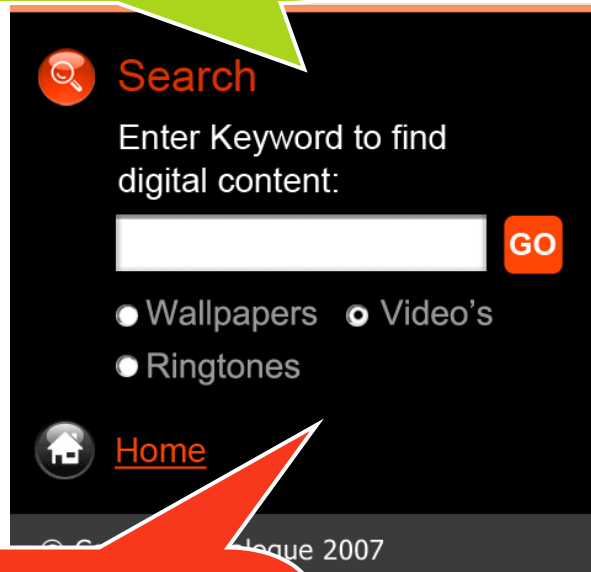 Search
Enter Keyword to find
digital content:
GO
Wallpapers Video’s
Ringtones
Home
© 2007